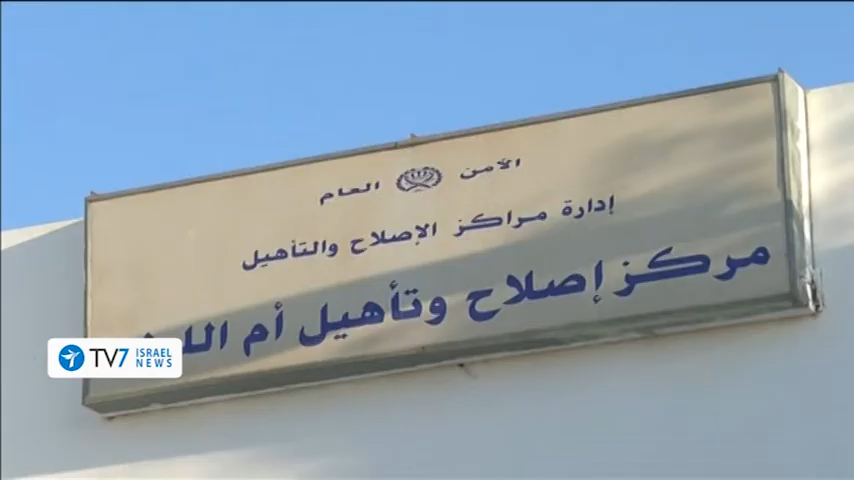 الأمن العام
إدارة مراكز الإصلاح والتأهيل
مركز إصلاح وتأهيل أم
TV7 ISRAEL NEWS